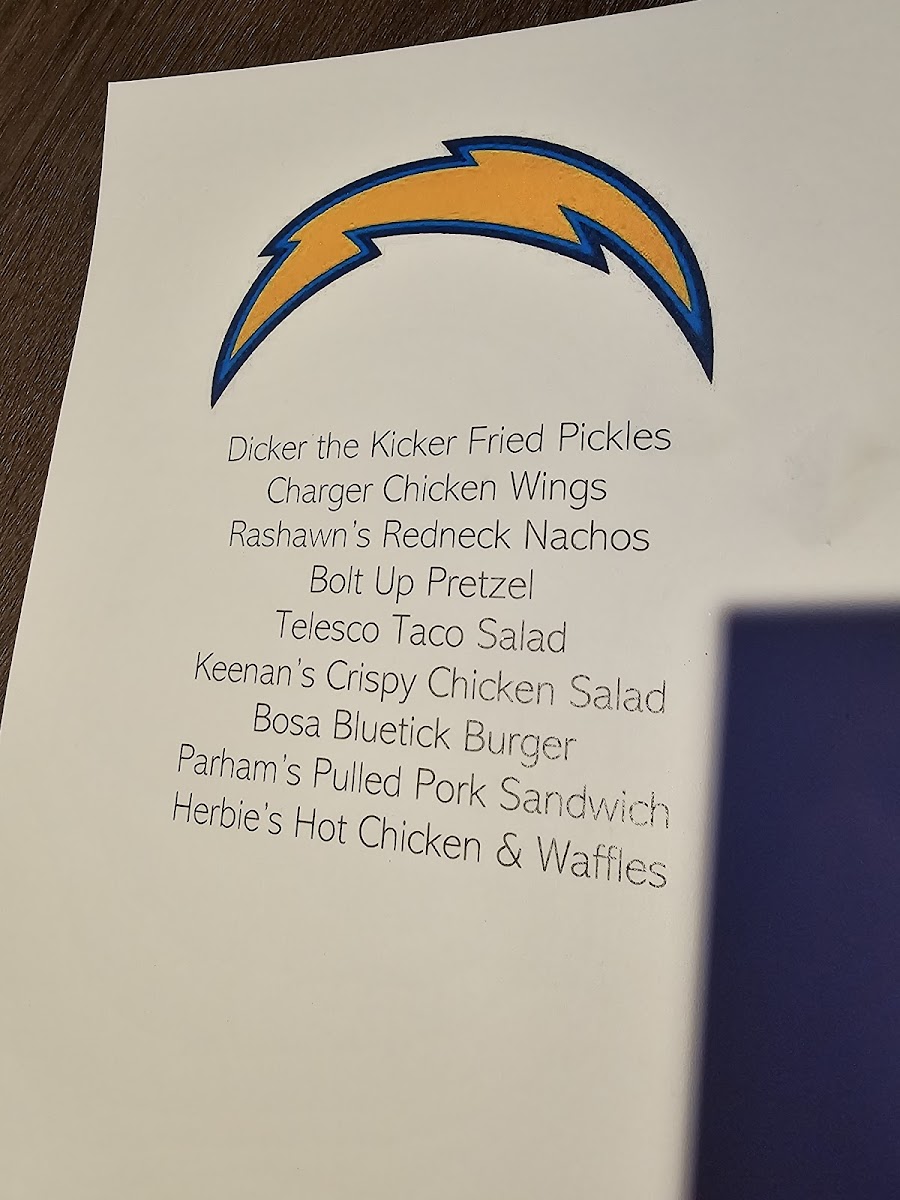 Dicker the Kicker Fried Pickles
Charger Chicken Wings
Rashawn's Redneck Nachos
Bolt Up Pretzel
Telesco Taco Salad
Keenan's Crispy Chicken Salad
Bosa Bluetick Burger
Parham's Pulled Pork Sandwich
Herbie's Hot Chicken & Waffles